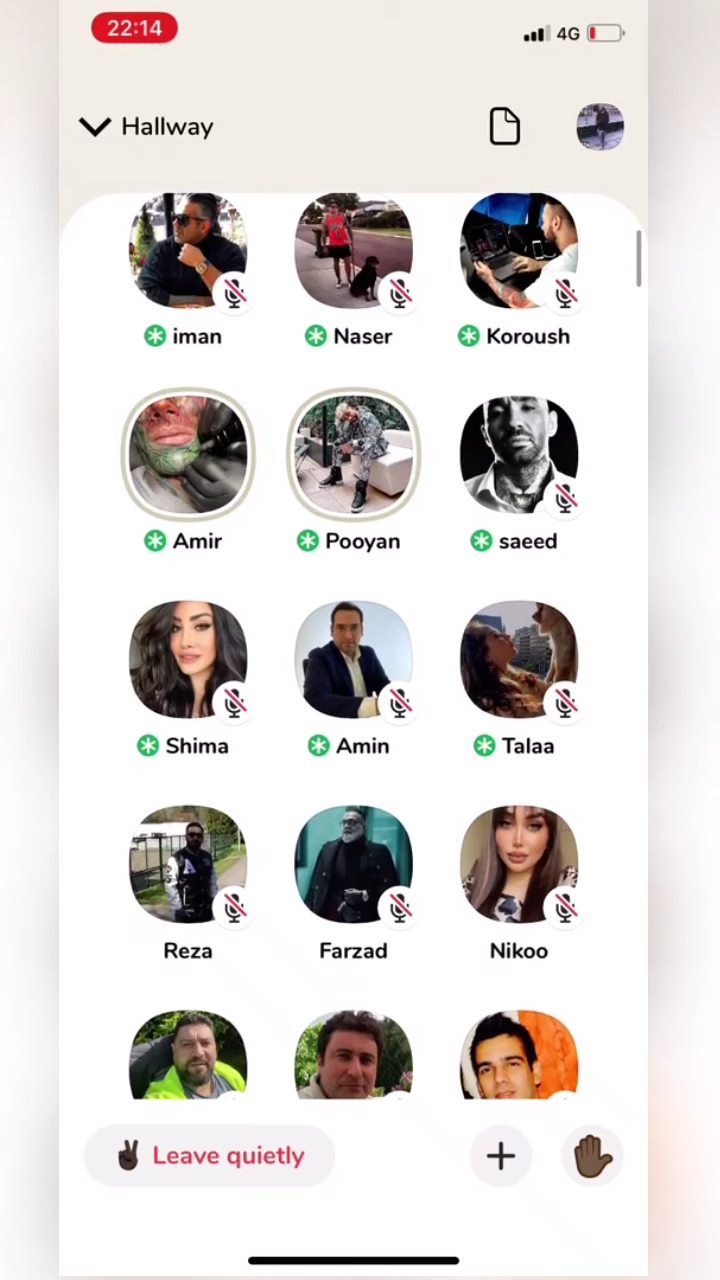 22:14
4G
Hallway
iman
Naser
Koroush
Amir
Pooyan
saeed
Shima
Amin
Talaa
Reza
Farzad
Nikoo
Leave quietly